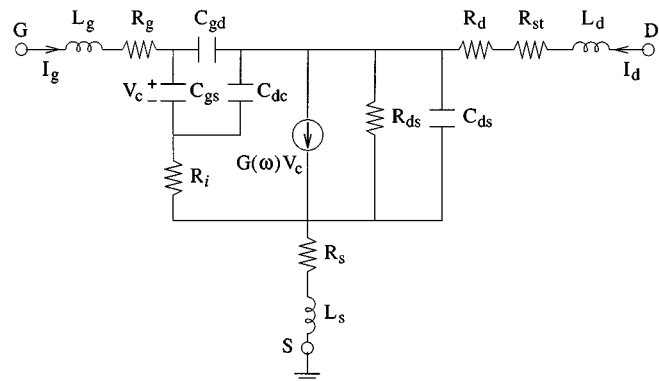 G L_g R_g C_gd R_d R_st L_d D
I_g I_d
V_c + − C_gs C_dc R_ds C_ds
G(ω)V_c
R_i
R_s
L_s
S